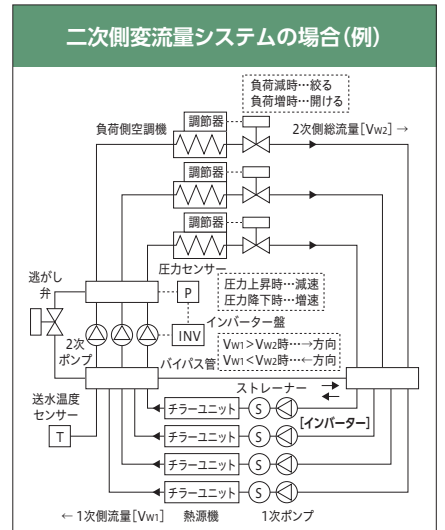 二次側変流量システムの場合（例）
負荷減時…絞る
負荷増時…開ける
調節器
負荷側空調機
2次側総流量[VW2] →
調節器
調節器
圧力センサー
逃がし
弁
P
圧力上昇時…減速
圧力降下時…増速
INV
インバーター盤
2次
ポンプ
VW1>VW2時…→方向
VW1<VW2時…←方向
バイパス管
送水温度
センサー
ストレーナー
チラーユニット
S
[インバーター]
T
チラーユニット
S
チラーユニット
S
チラーユニット
S
← 1次側流量[VW1]
熱源機
1次ポンプ